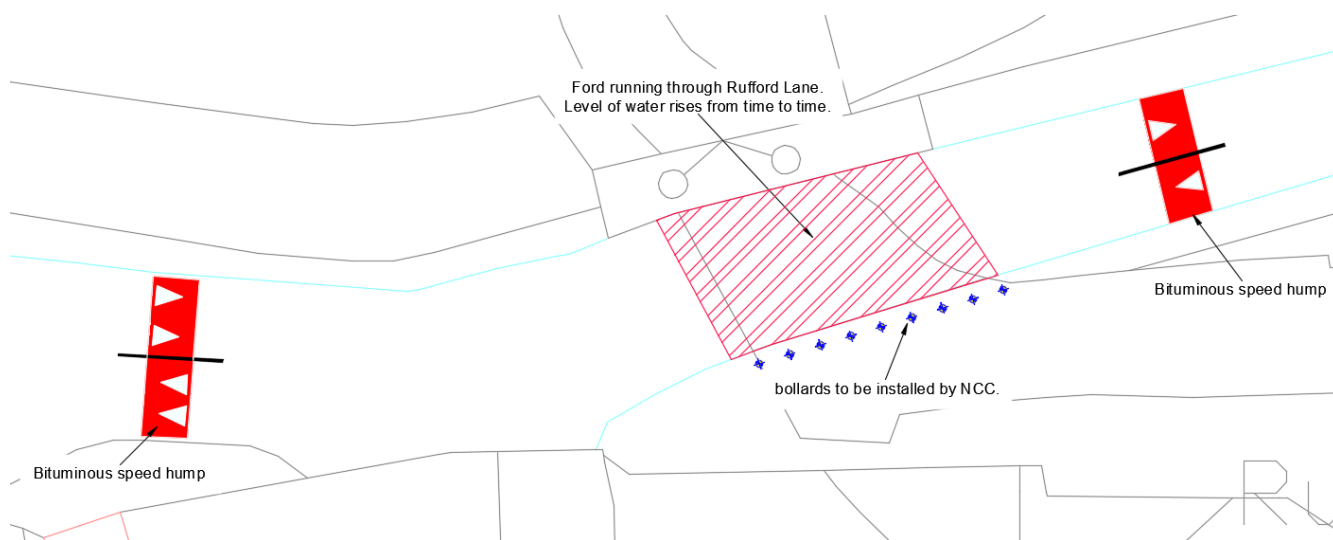 Ford running through Rufford Lane.
Level of water rises from time to time.
Bituminous speed hump
bollards to be installed by NCC.
Bituminous speed hump